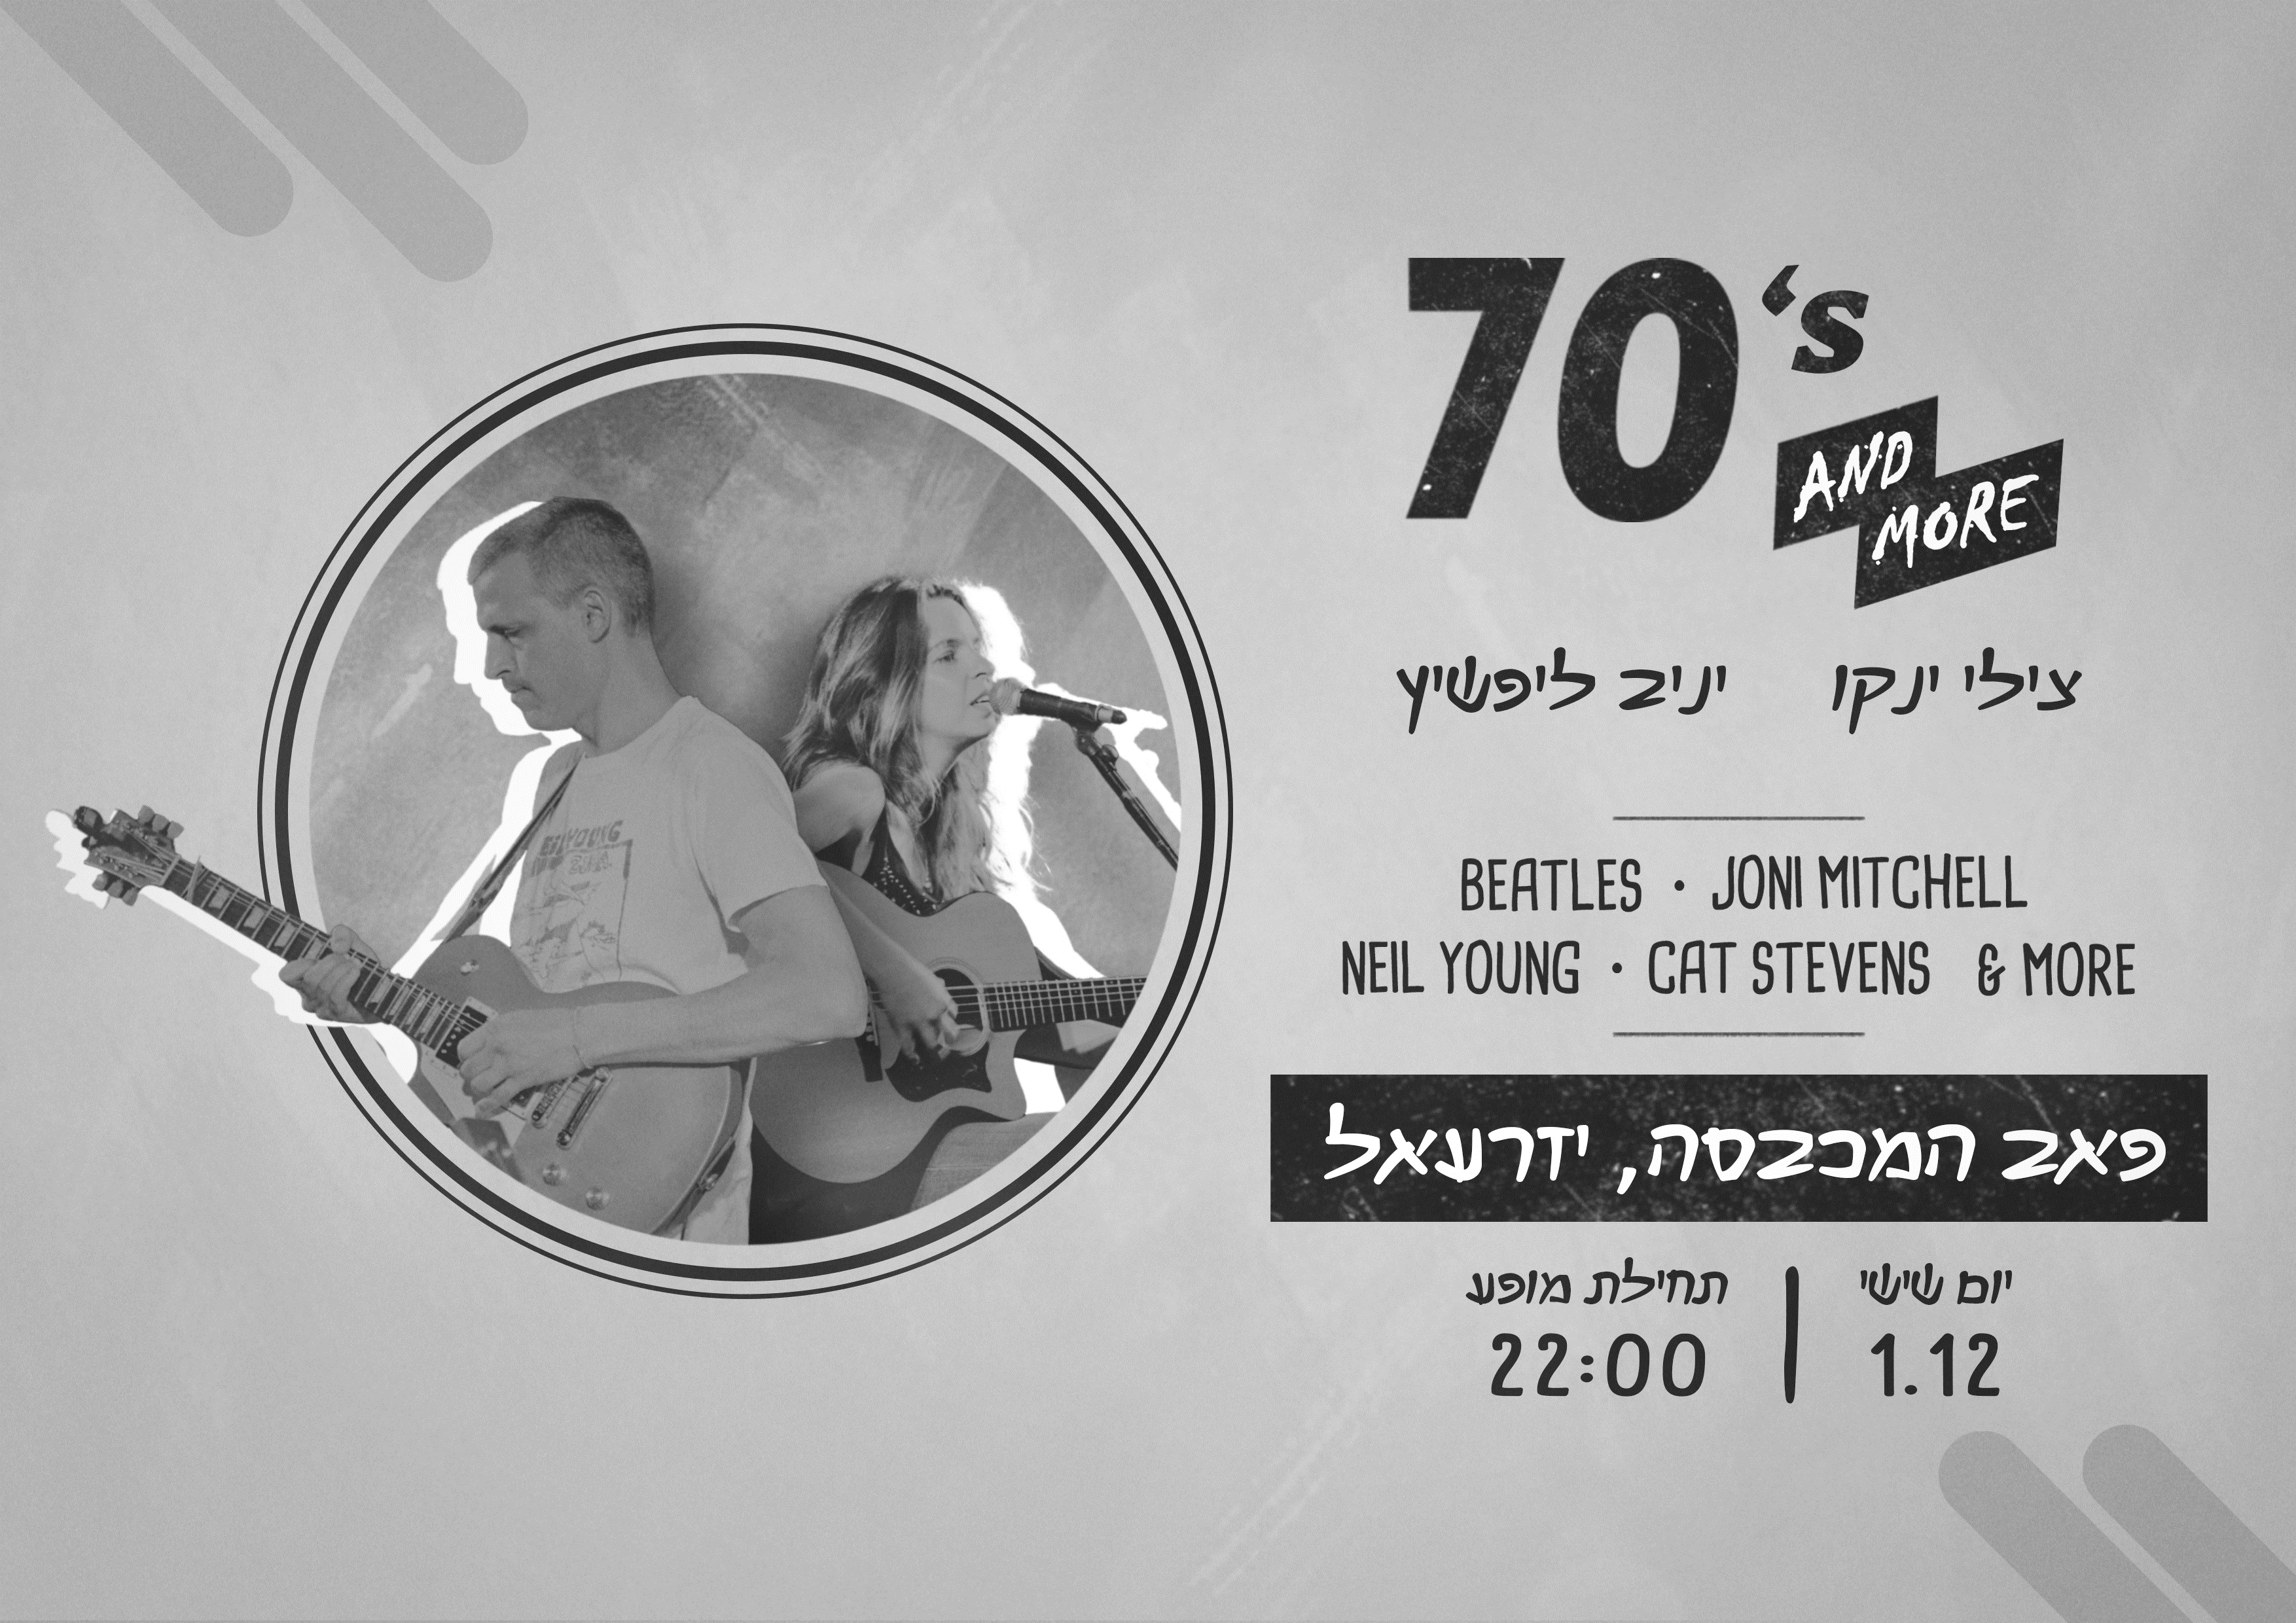 70's
AND
MORE
צילי ינקו יניב ליפשיץ
BEATLES • JONI MITCHELL
NEIL YOUNG • CAT STEVENS & MORE
פאב המכבסה, יזרעאל
יום שישי | תחילת מופע
1.12 | 22:00